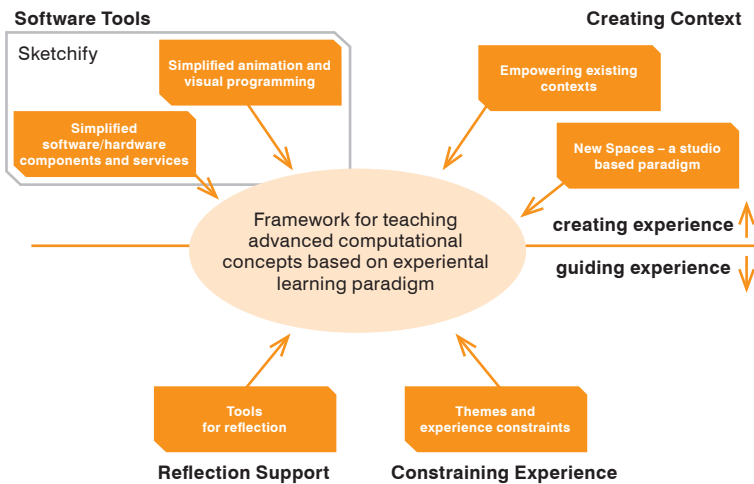 Software Tools
Creating Context
Sketchify
Simplified animation and
visual programming
Empowering existing
contexts
Simplified
software/hardware
components and services
New Spaces – a studio
based paradigm
Framework for teaching
advanced computational
concepts based on experiental
learning paradigm
creating experience
guiding experience
Tools
for reflection
Themes and
experience constraints
Reflection Support
Constraining Experience